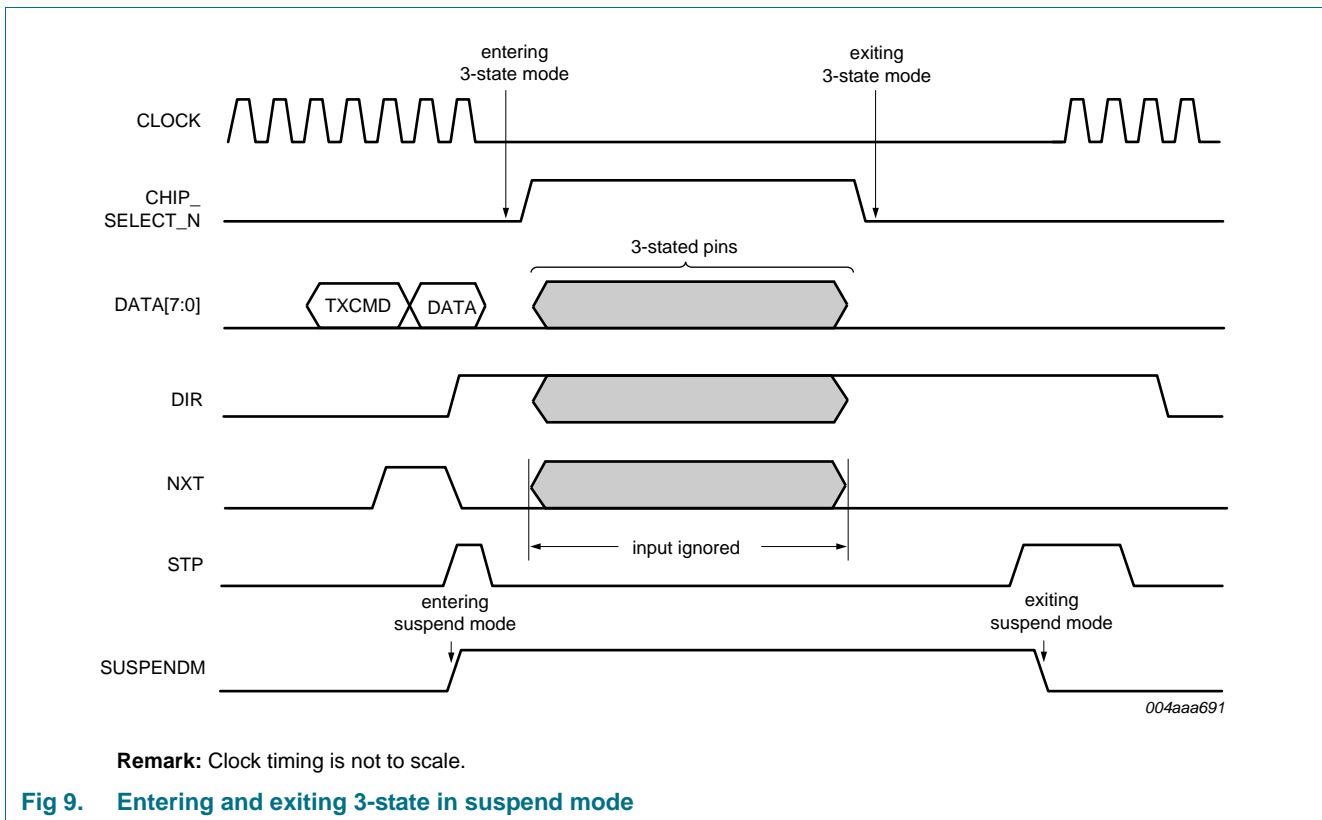 entering
3-state mode
exiting
3-state mode
CLOCK
CHIP_
SELECT_N
3-stated pins
DATA[7:0]
TXCMD
DATA
DIR
NXT
input ignored
STP
entering
suspend mode
exiting
suspend mode
SUSPENDM
004aaa691
Remark: Clock timing is not to scale.
Fig 9. Entering and exiting 3-state in suspend mode